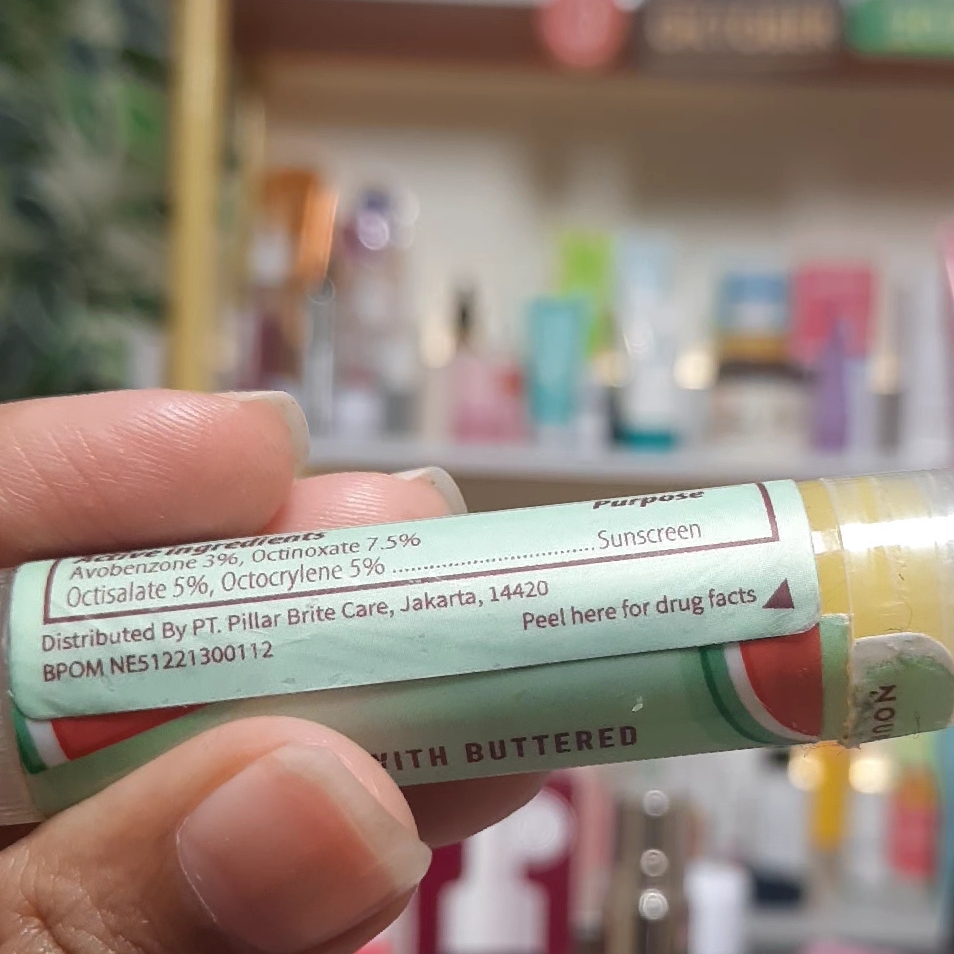 Active Ingredients Purpose
Avobenzone 3%, Octinoxate 7.5%
Octisalate 5%, Octocrylene 5% .............................. Sunscreen
Distributed By PT. Pillar Brite Care, Jakarta, 14420
BPOM NE51221300112
Peel here for drug facts
WITH BUTTERED
NOU